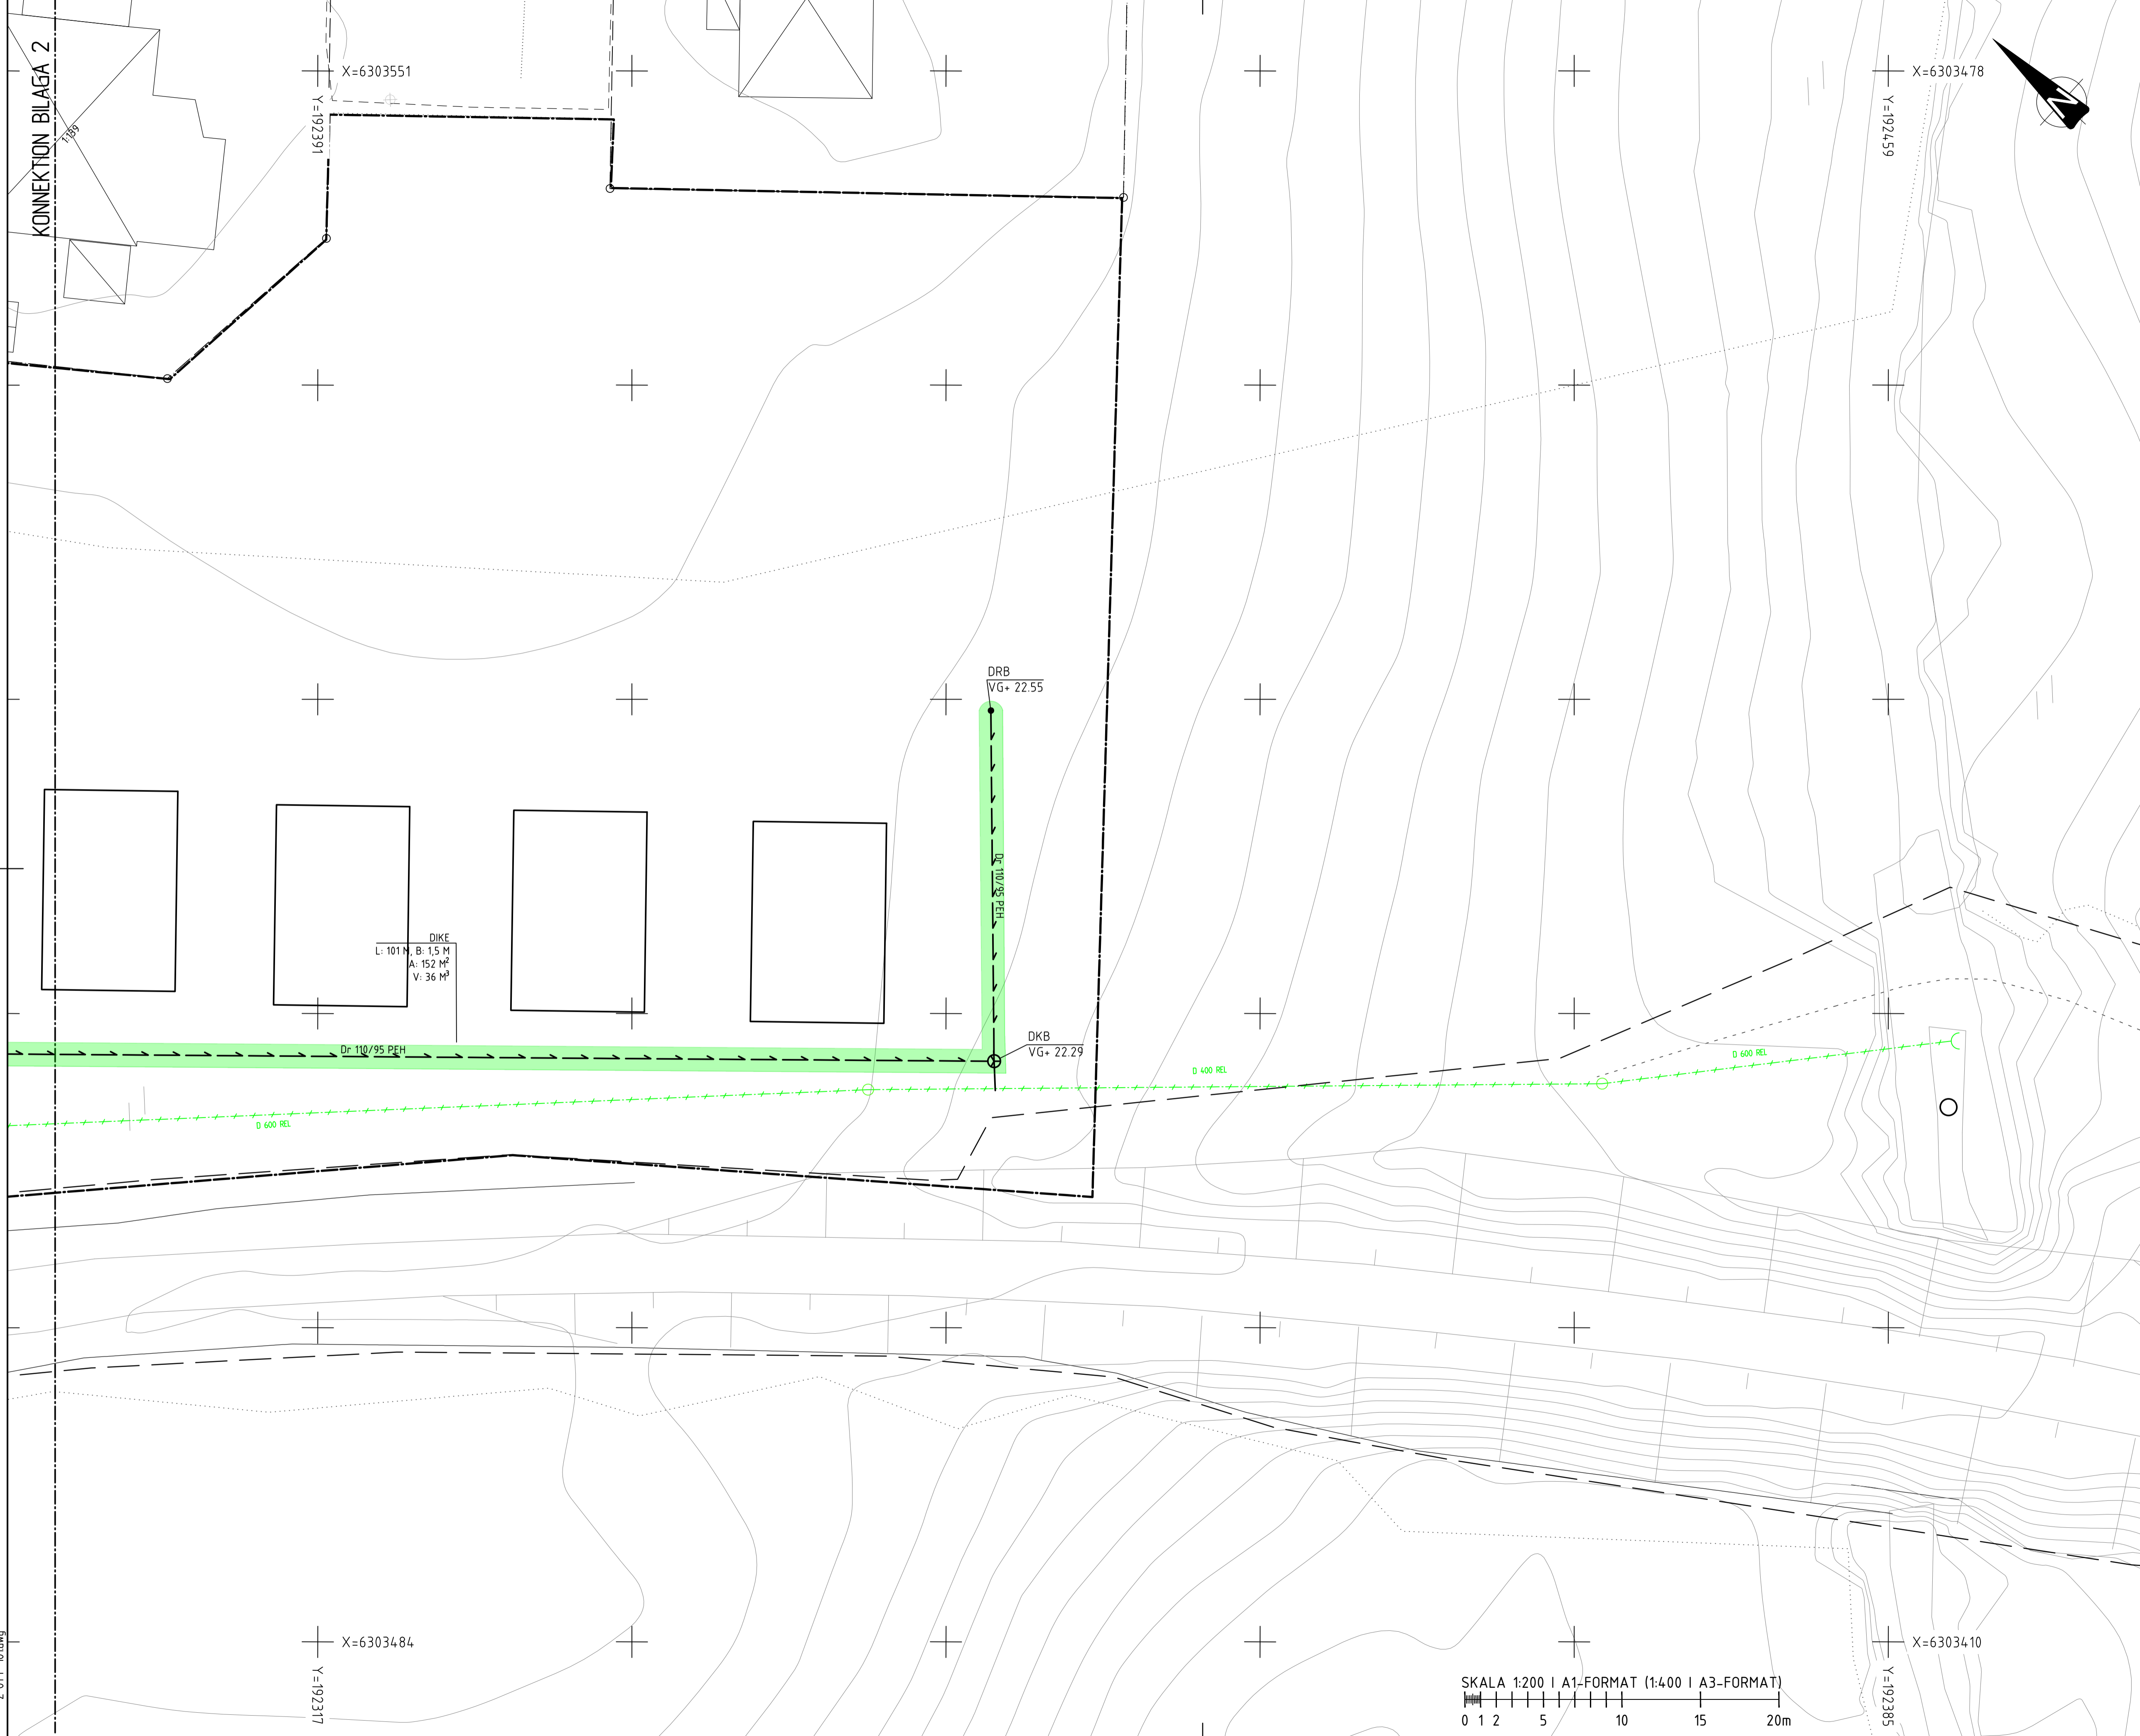 KONNEKTION BILAGA 2
1:139
X=6303551
Y=192391
X=6303478
Y=192459
N
DRB
VG+ 22.55
Dr 110/95 PEH
DIKE
L: 101 M, B: 1,5 M
A: 152 M²
V: 36 M³
DKB
VG+ 22.29
Dr 110/95 PEH
D 400 REL
D 600 REL
D 600 REL
X=6303484
Y=192317
X=6303410
Y=192385
SKALA 1:200 I A1-FORMAT (1:400 I A3-FORMAT)
0 1 2 5 10 15 20m